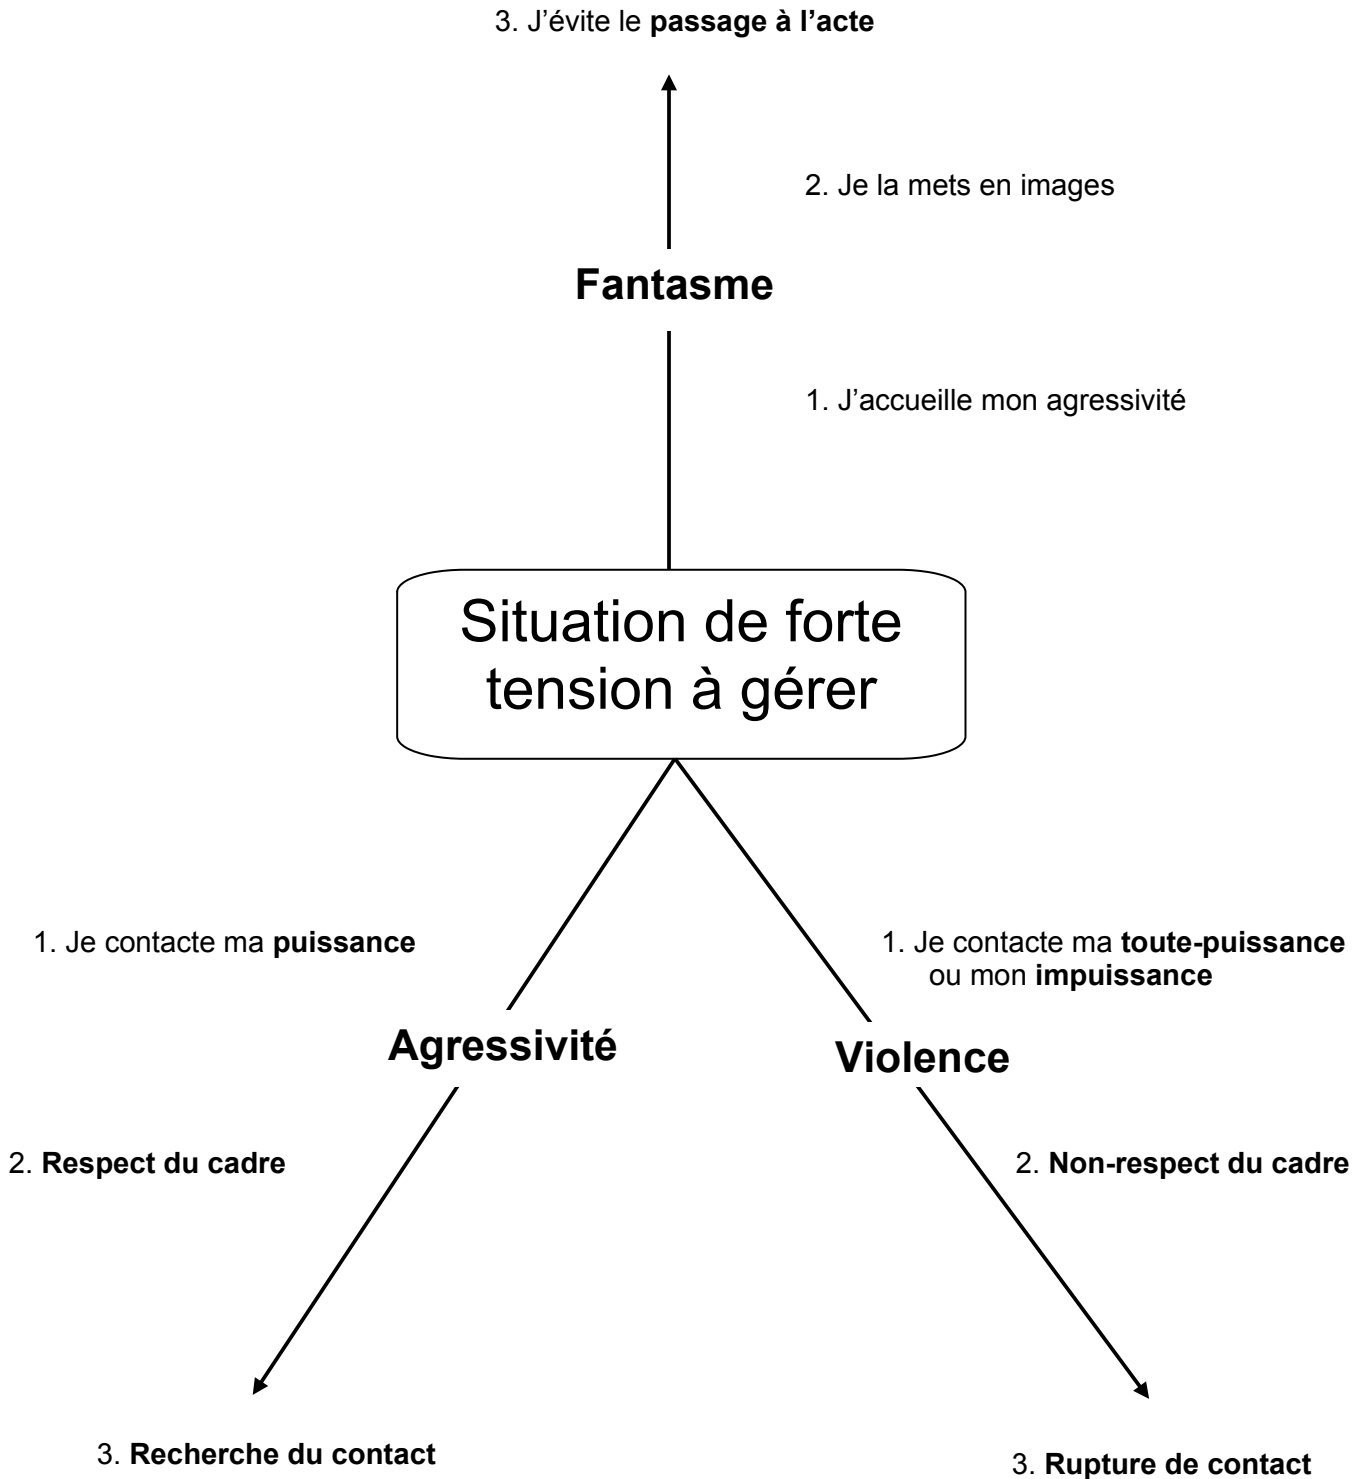 3. J’évite le passage à l’acte
2. Je la mets en images
Fantasme
1. J’accueille mon agressivité
Situation de forte
tension à gérer
1. Je contacte ma puissance
1. Je contacte ma toute-puissance
ou mon impuissance
Agressivité
Violence
2. Respect du cadre
2. Non-respect du cadre
3. Recherche du contact
3. Rupture de contact